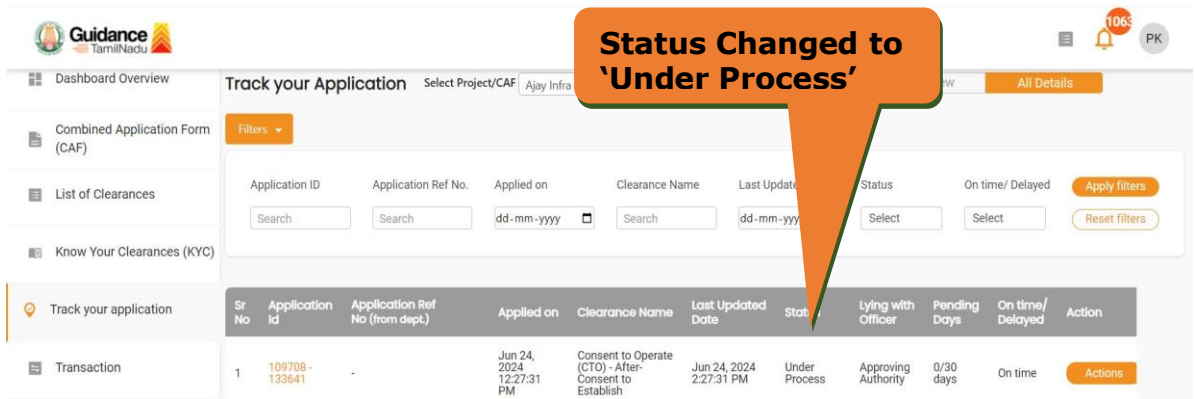 Guidance
TamilNadu
Status Changed to
‘Under Process’
1063
PK
Dashboard Overview
Track your Application
Select Project/CAF
Ajay Infra
All Details
Combined Application Form
(CAF)
Filters
List of Clearances
Application ID
Application Ref No.
Applied on
Clearance Name
Last Update
Status
On time/ Delayed
Apply filters
Search
Search
dd-mm-yyyy
Search
dd-mm-yyy
Select
Select
Reset filters
Know Your Clearances (KYC)
Track your application
Sr
No
Application
Id
Application Ref
No (from dept.)
Applied on
Clearance Name
Last Updated
Date
Status
Lying with
Officer
Pending
Days
On time/
Delayed
Action
Transaction
1
109708 -
133641
-
Jun 24,
2024
12:27:31
PM
Consent to Operate
(CTO) - After-
Consent to
Establish
Jun 24, 2024
2:27:31 PM
Under
Process
Approving
Authority
0/30
days
On time
Actions